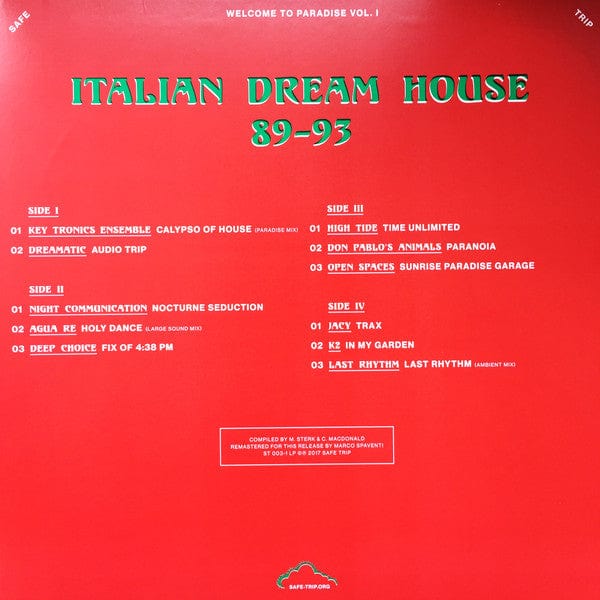 SAFE
WELCOME TO PARADISE VOL. I
TRIP
ITALIAN DREAM HOUSE
89-93
SIDE I
01 KEY TRONICS ENSEMBLE CALYPSO OF HOUSE (PARADISE MIX)
02 DREAMATIC AUDIO TRIP
SIDE II
01 NIGHT COMMUNICATION NOCTURNE SEDUCTION
02 AGUA RE HOLY DANCE (LARGE SOUND MIX)
03 DEEP CHOICE FIX OF 4:38 PM
SIDE III
01 HIGH TIDE TIME UNLIMITED
02 DON PABLO'S ANIMALS PARANOIA
03 OPEN SPACES SUNRISE PARADISE GARAGE
SIDE IV
01 JACY TRAX
02 K2 IN MY GARDEN
03 LAST RHYTHM LAST RHYTHM (AMBIENT MIX)
COMPILED BY M. STERK & C. MACDONALD
REMASTERED FOR THIS RELEASE BY MARCO SPAVENTI
ST 003-1 LP ©℗ 2017 SAFE TRIP
SAFE-TRIP.ORG